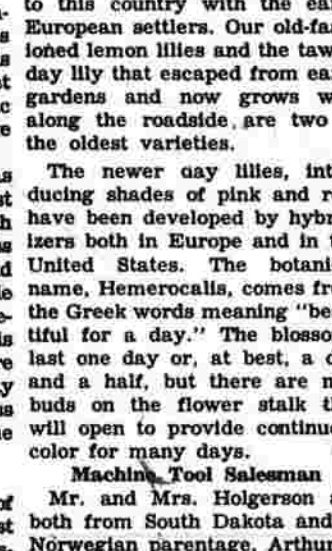 to this country with the ea
European settlers. Our old-fa
ioned lemon lilies and the taw
day lily that escaped from ea
gardens and now grows w
along the roadside, are two
the oldest varieties.
The newer day lilies, int
ducing shades of pink and r
have been developed by hybr
izers both in Europe and in t
United States. The botani
name, Hemerocalis, comes fr
the Greek words meaning "be
tiful for a day." The blosso
last one day or, at best, a d
and a half, but there are m
buds on the flower stalk t
will open to provide continu
color for many days.
Machine Tool Salesman
Mr. and Mrs. Holgerson a
both from South Dakota and
Norwegian parentage. Arthu